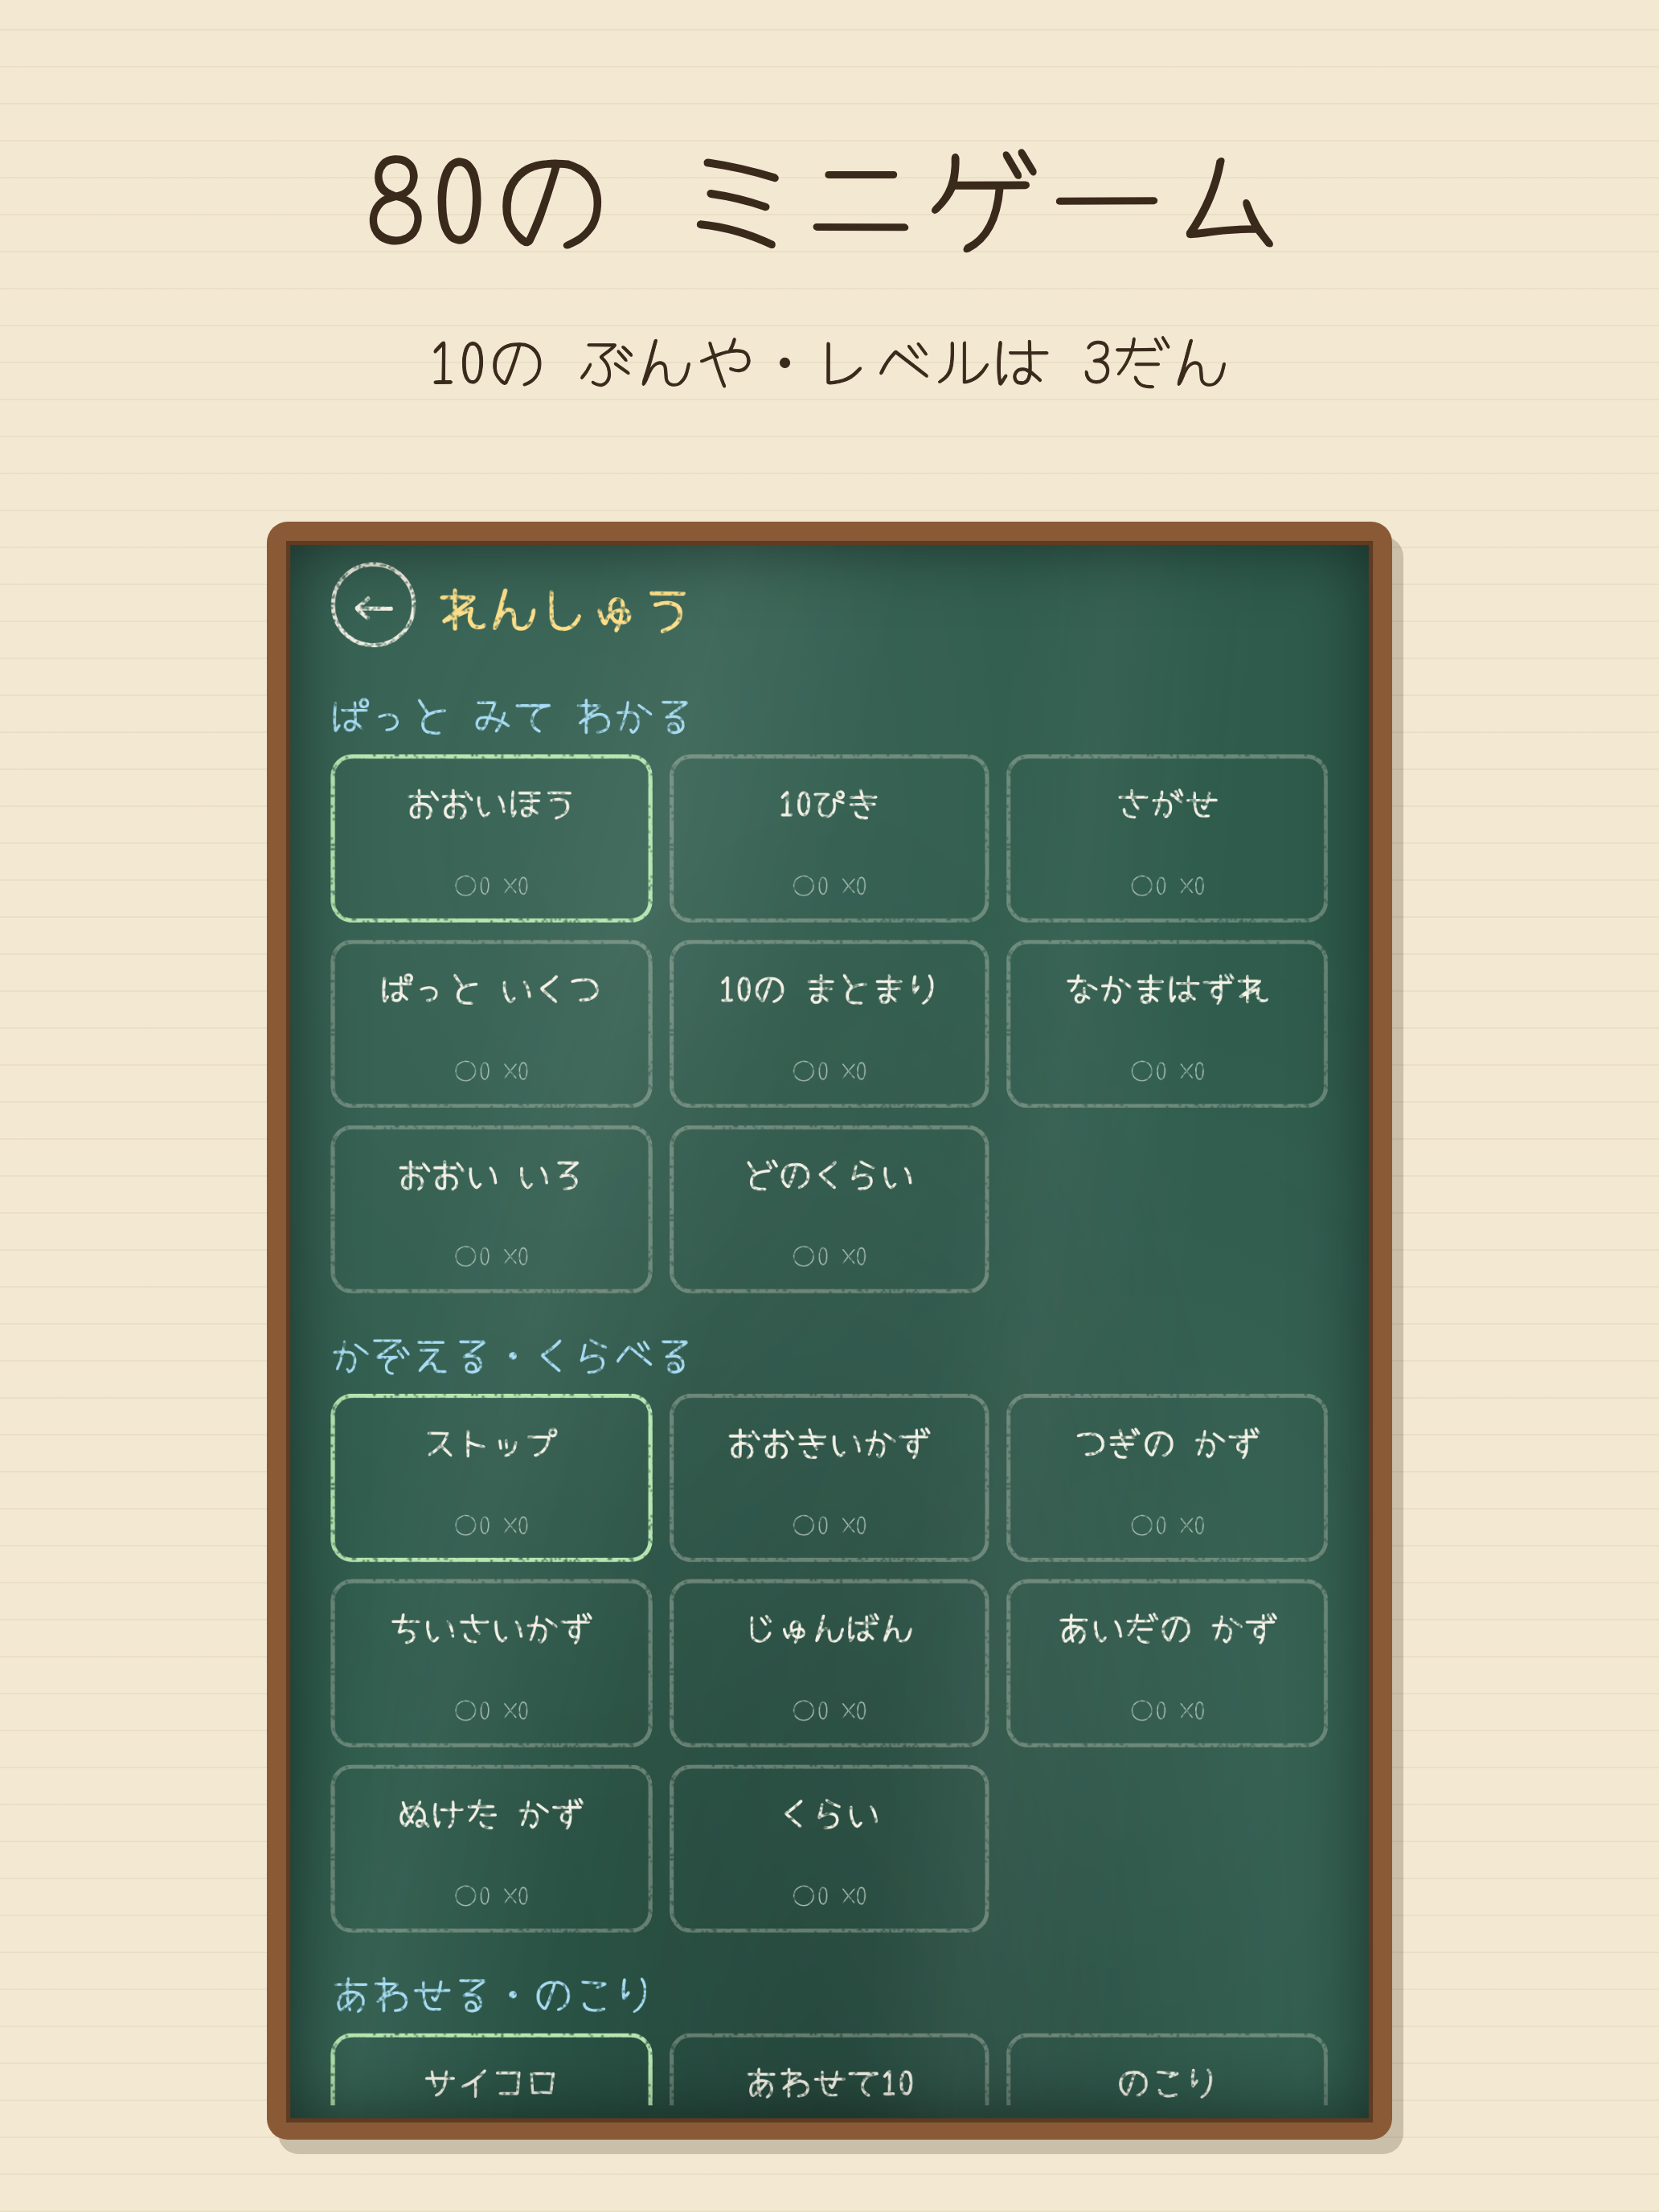 80の ミニゲーム
10の ぶんや・レベルは 3だん
← れんしゅう
ぱっと みて わかる
おおいほう 10ぴき さがせ
○0 ×0 ○0 ×0 ○0 ×0
ぱっと いくつ 10の まとまり なかまはずれ
○0 ×0 ○0 ×0 ○0 ×0
おおい いろ どのくらい
○0 ×0 ○0 ×0
かぞえる・くらべる
ストップ おおきいかず つぎの かず
○0 ×0 ○0 ×0 ○0 ×0
ちいさいかず じゅんばん あいだの かず
○0 ×0 ○0 ×0 ○0 ×0
ぬけた かず くらい
○0 ×0 ○0 ×0
あわせる・のこり
サイコロ あわせて10 のこり